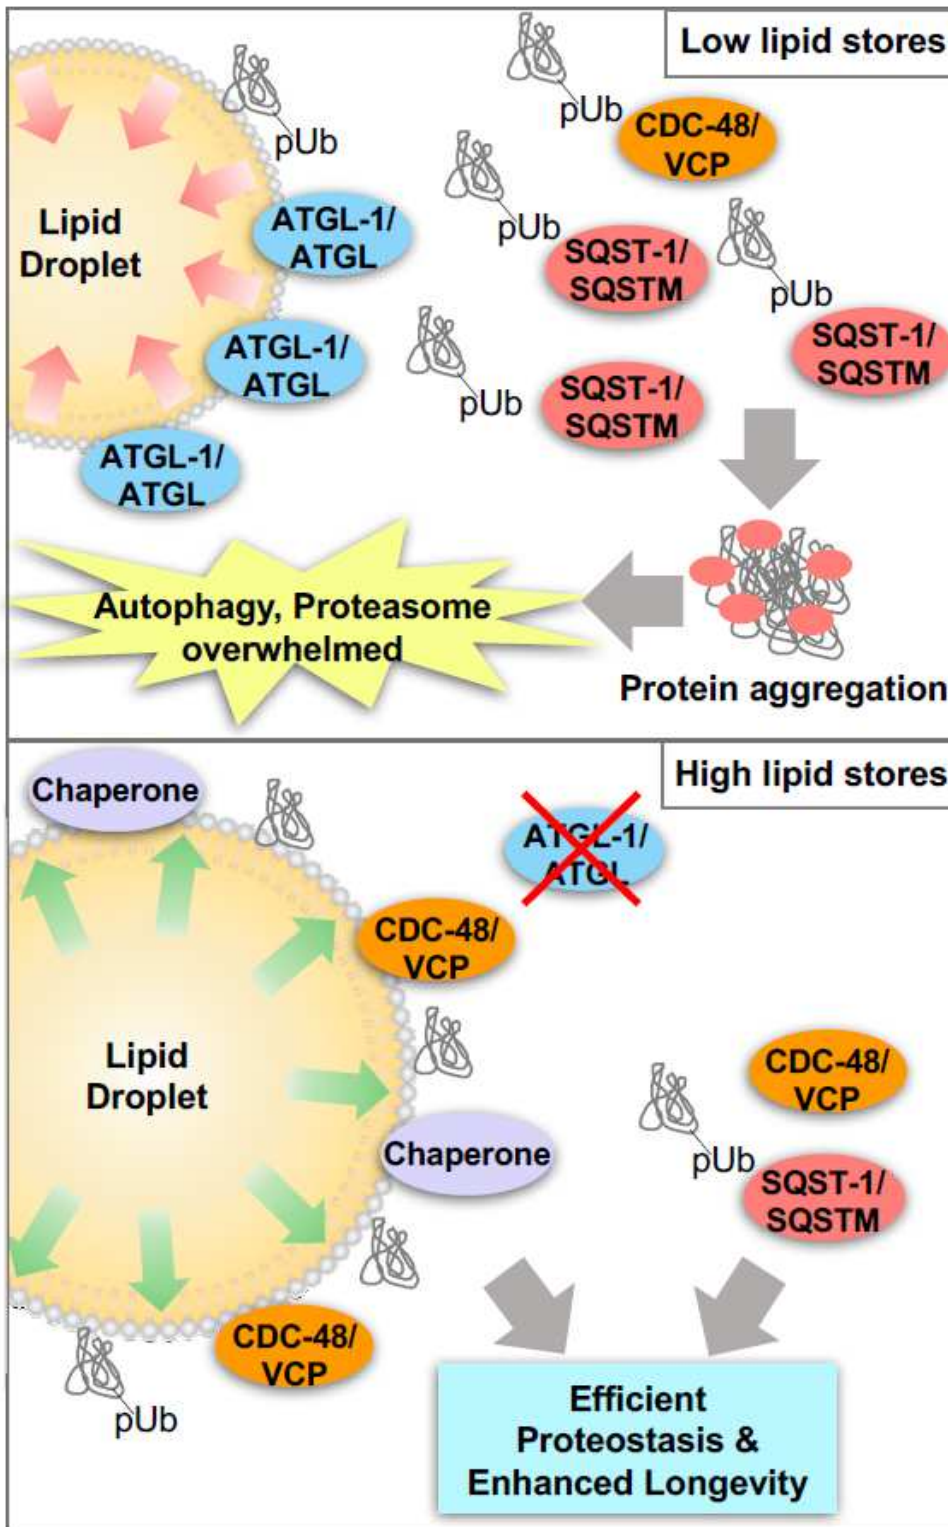 Low lipid stores
pUb
pUb
CDC-48/
VCP
Lipid
Droplet
ATGL-1/
ATGL
pUb
SQST-1/
SQSTM
pUb
ATGL-1/
ATGL
pUb
SQST-1/
SQSTM
SQST-1/
SQSTM
ATGL-1/
ATGL
Autophagy, Proteasome
overwhelmed
Protein aggregation
High lipid stores
Chaperone
ATGL-1/
ATGL
CDC-48/
VCP
Lipid
Droplet
CDC-48/
VCP
Chaperone
pUb
SQST-1/
SQSTM
CDC-48/
VCP
pUb
Efficient
Proteostasis &
Enhanced Longevity